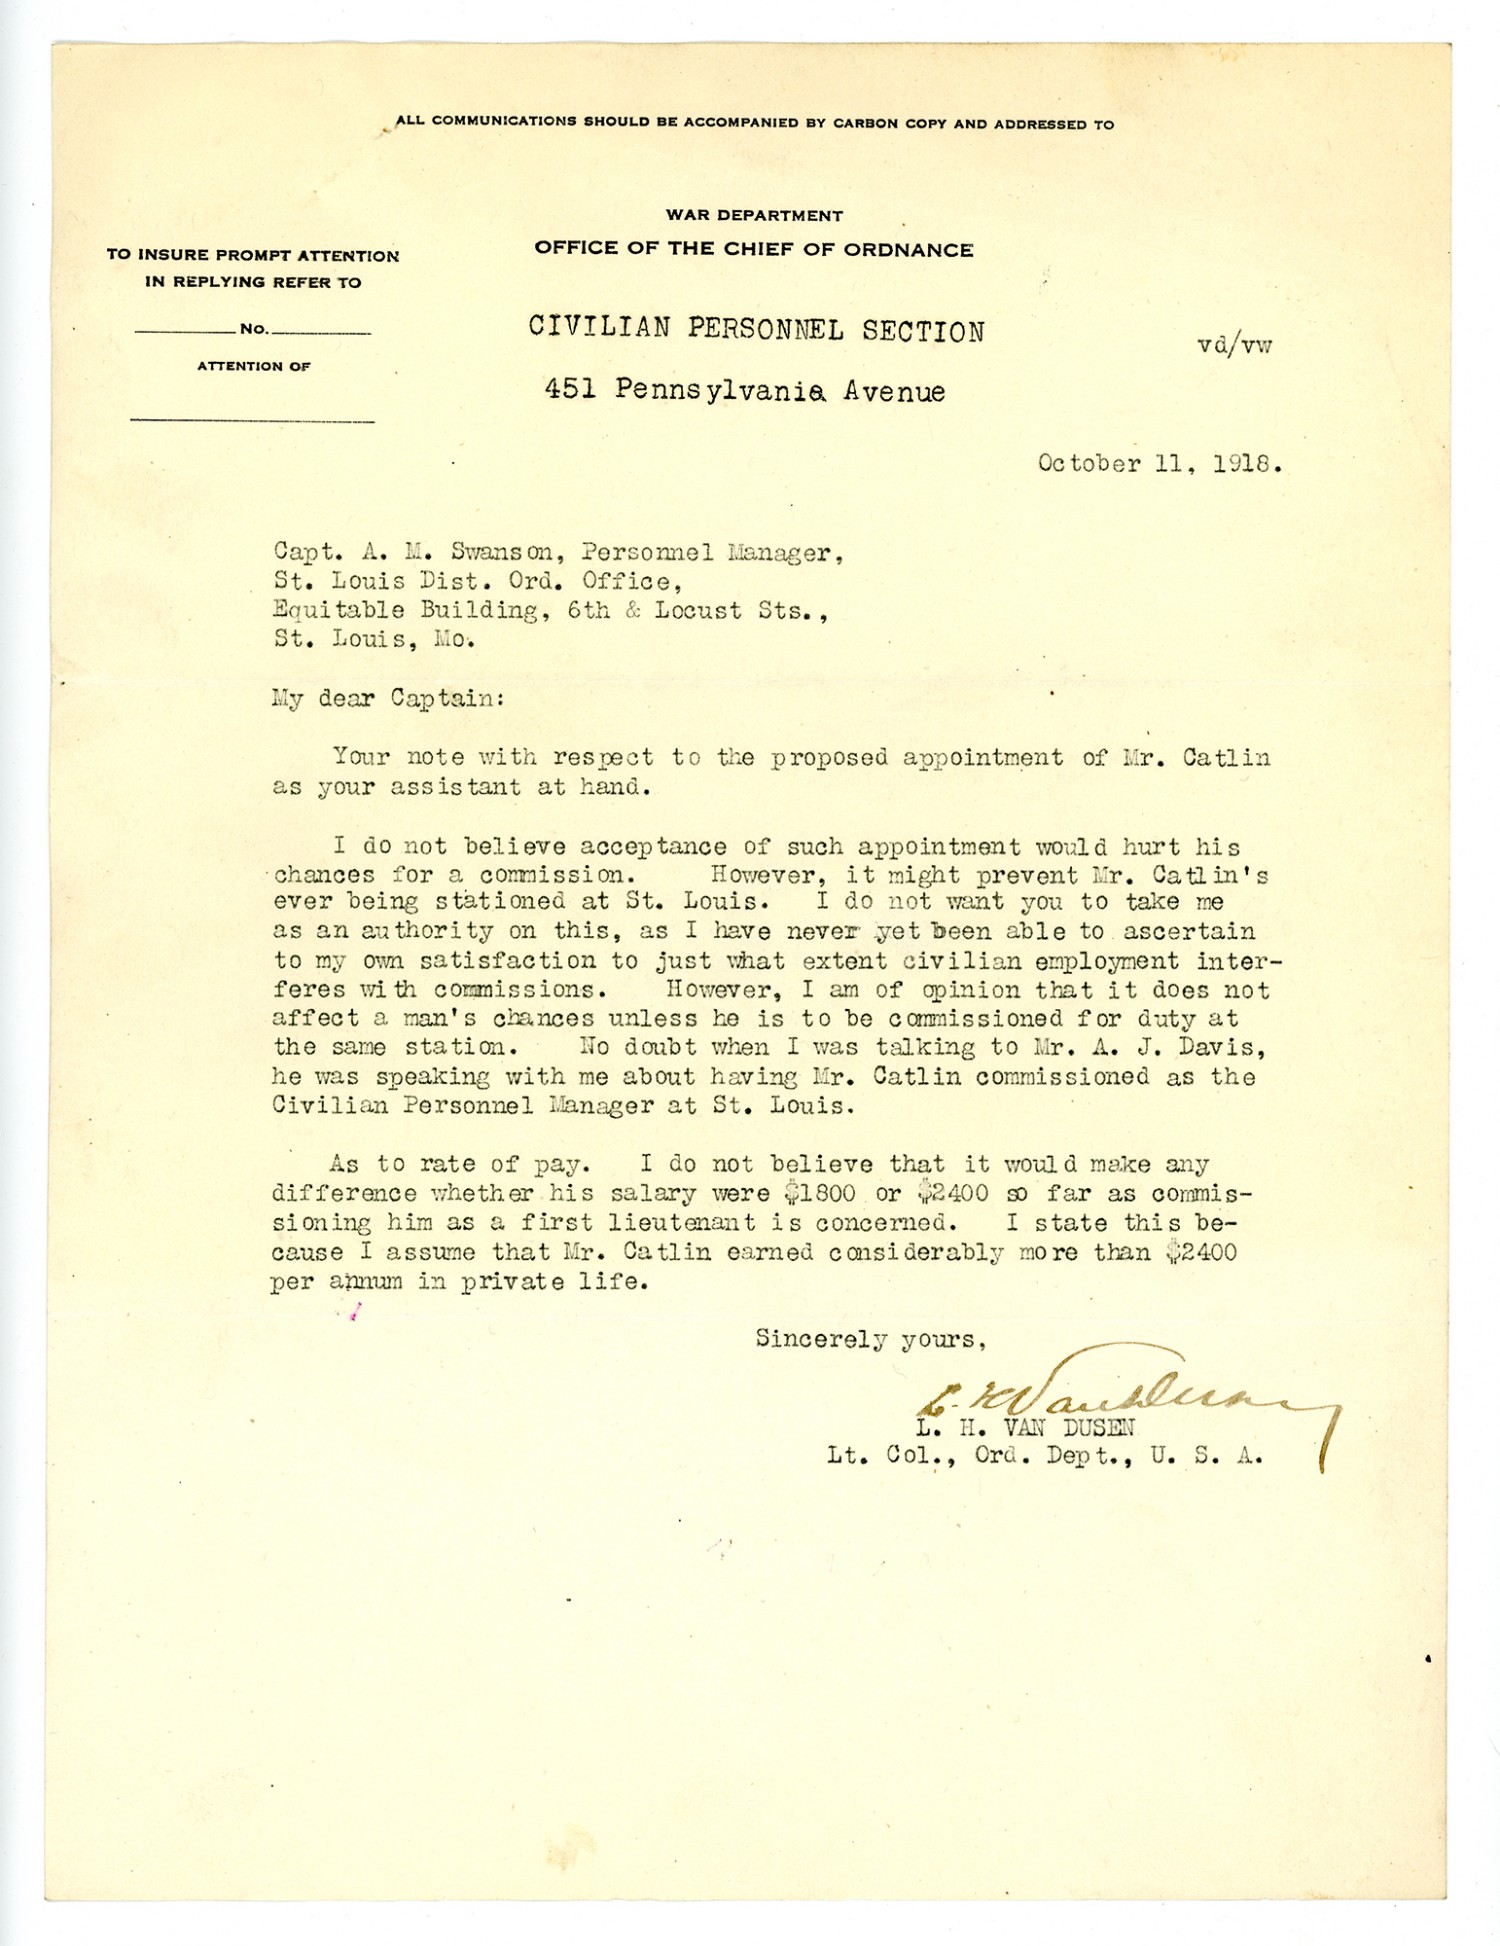 ALL COMMUNICATIONS SHOULD BE ACCOMPANIED BY CARBON COPY AND ADDRESSED TO
WAR DEPARTMENT
OFFICE OF THE CHIEF OF ORDNANCE
TO INSURE PROMPT ATTENTION
IN REPLYING REFER TO
No.
ATTENTION OF
CIVILIAN PERSONNEL SECTION
vd/vw
451 Pennsylvania Avenue
October 11, 1918.
Capt. A. M. Swanson, Personnel Manager,
St. Louis Dist. Ord. Office,
Equitable Building, 6th & Locust Sts.,
St. Louis, Mo.
My dear Captain:
Your note with respect to the proposed appointment of Mr. Catlin
as your assistant at hand.
I do not believe acceptance of such appointment would hurt his
chances for a commission. However, it might prevent Mr. Catlin's
ever being stationed at St. Louis. I do not want you to take me
as an authority on this, as I have never yet been able to ascertain
to my own satisfaction to just what extent civilian employment inter-
feres with commissions. However, I am of opinion that it does not
affect a man's chances unless he is to be commissioned for duty at
the same station. No doubt when I was talking to Mr. A. J. Davis,
he was speaking with me about having Mr. Catlin commissioned as the
Civilian Personnel Manager at St. Louis.
As to rate of pay. I do not believe that it would make any
difference whether his salary were $1800 or $2400 so far as commis-
sioning him as a first lieutenant is concerned. I state this be-
cause I assume that Mr. Catlin earned considerably more than $2400
per annum in private life.
Sincerely yours,
L. H. Van Dusen
L. H. VAN DUSEN
Lt. Col., Ord. Dept., U. S. A.